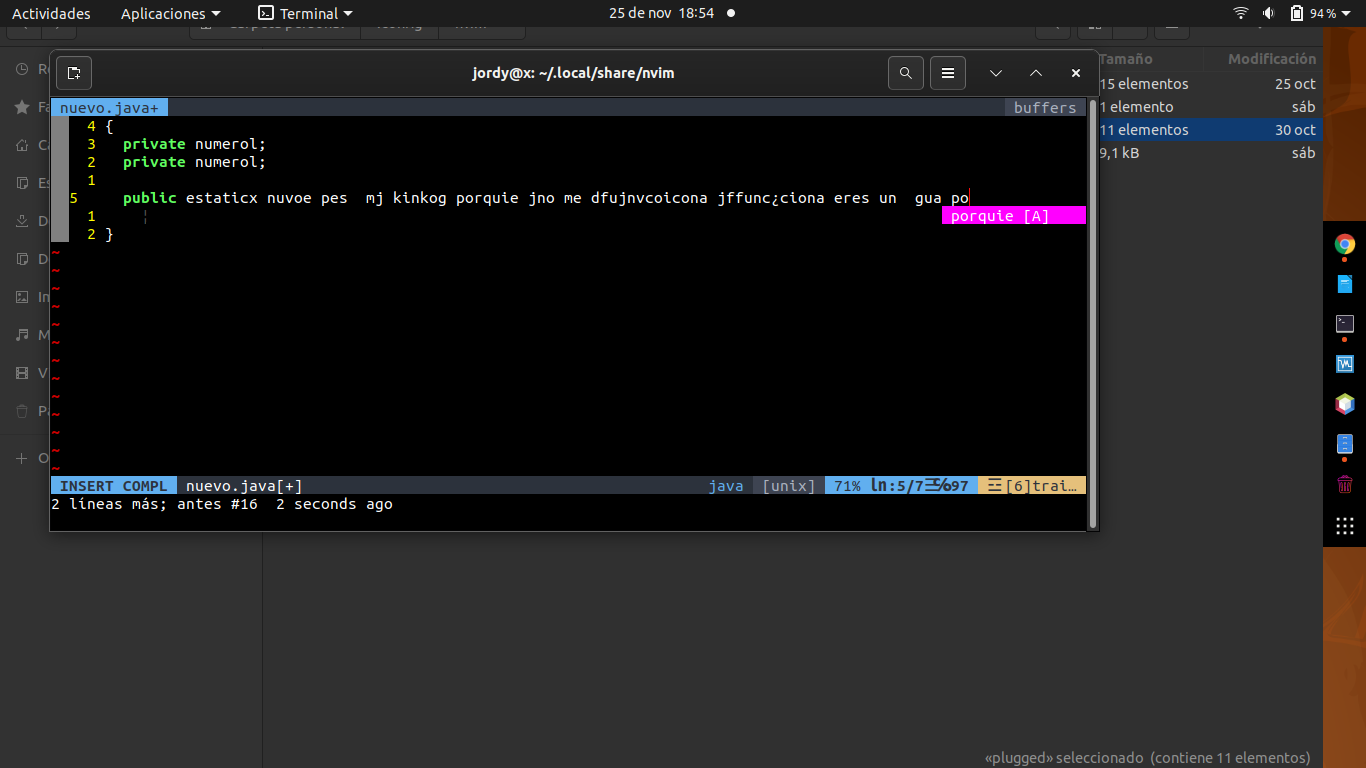 Actividades Aplicaciones Terminal 25 de nov 18:54 94 %
jordy@x: ~/.local/share/nvim
Tamaño Modificación
15 elementos 25 oct
1 elemento sáb
11 elementos 30 oct
9,1 kB sáb
nuevo.java+ buffers
4 {
3 private numerol;
2 private numerol;
1
5 public estaticx nuvoe pes mj kinkog porquie jno me dfujnvcoicona jffunc¿ciona eres un gua po
1 ¦ porquie [A]
2 }
~
~
~
~
~
~
~
~
~
~
~
~
~
INSERT COMPL nuevo.java[+] java [unix] 71% ln:5/7☰℅97 ☲[6]trai…
2 líneas más; antes #16 2 seconds ago
«plugged» seleccionado (contiene 11 elementos)